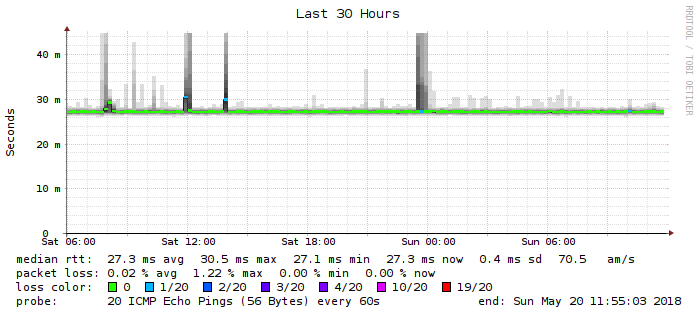 Last 30 Hours
RRDTOOL / TOBI OETIKER
Seconds
40 m
30 m
20 m
10 m
0
Sat 06:00 Sat 12:00 Sat 18:00 Sun 00:00 Sun 06:00
median rtt: 27.3 ms avg 30.5 ms max 27.1 ms min 27.3 ms now 0.4 ms sd 70.5 am/s
packet loss: 0.02 % avg 1.22 % max 0.00 % min 0.00 % now
loss color: 0 1/20 2/20 3/20 4/20 10/20 19/20
probe: 20 ICMP Echo Pings (56 Bytes) every 60s end: Sun May 20 11:55:03 2018